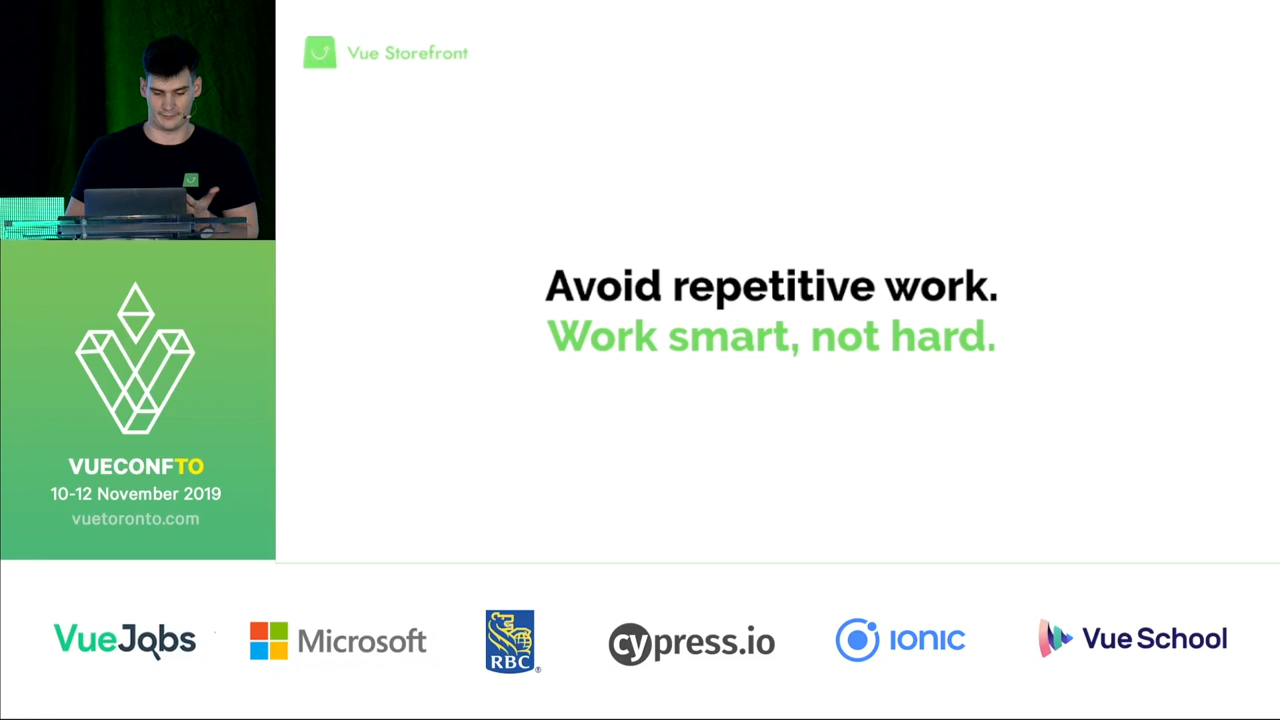 Vue Storefront
Avoid repetitive work.
Work smart, not hard.
VUECONFTO
10-12 November 2019
vuetoronto.com
VueJobs
Microsoft
RBC®
cypress.io
IONIC
Vue School